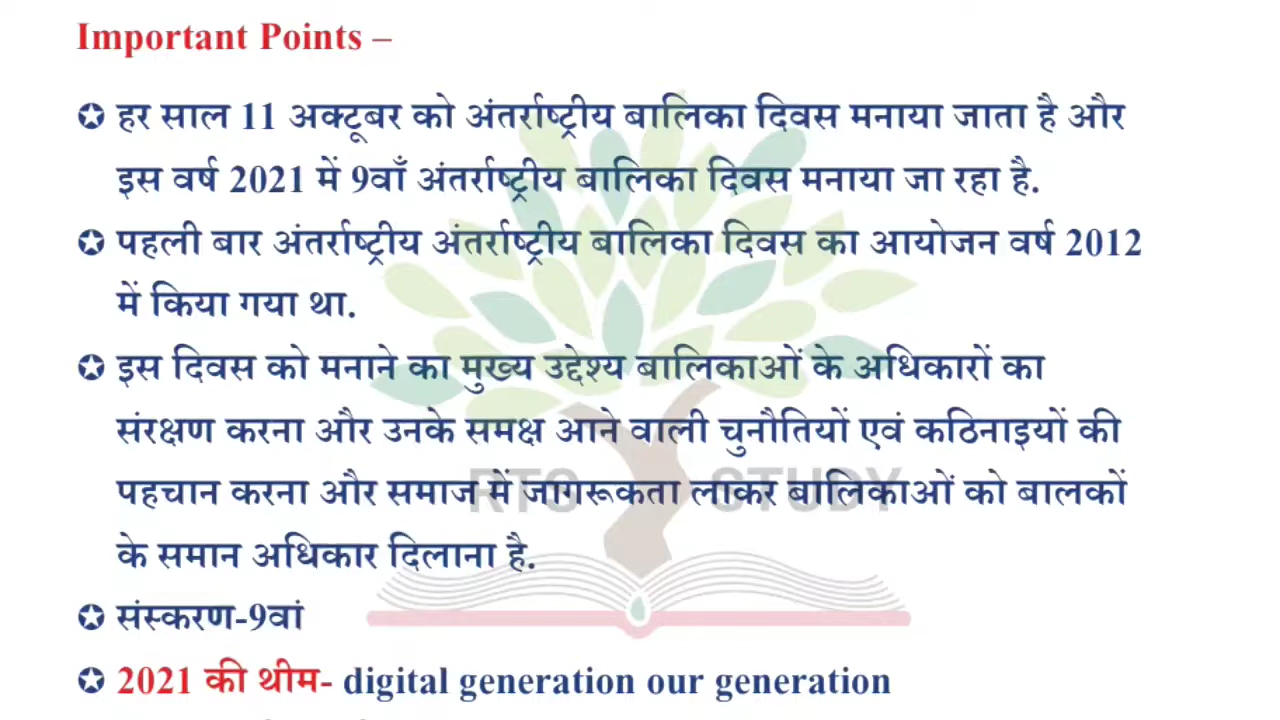 Important Points –
✪ हर साल 11 अक्टूबर को अंतर्राष्ट्रीय बालिका दिवस मनाया जाता है और
इस वर्ष 2021 में 9वाँ अंतर्राष्ट्रीय बालिका दिवस मनाया जा रहा है.
✪ पहली बार अंतर्राष्ट्रीय अंतर्राष्ट्रीय बालिका दिवस का आयोजन वर्ष 2012
में किया गया था.
✪ इस दिवस को मनाने का मुख्य उद्देश्य बालिकाओं के अधिकारों का
संरक्षण करना और उनके समक्ष आने वाली चुनौतियों एवं कठिनाइयों की
पहचान करना और समाज में जागरूकता लाकर बालिकाओं को बालकों
RTS STUDY
के समान अधिकार दिलाना है.
✪ संस्करण-9वां
✪ 2021 की थीम- digital generation our generation